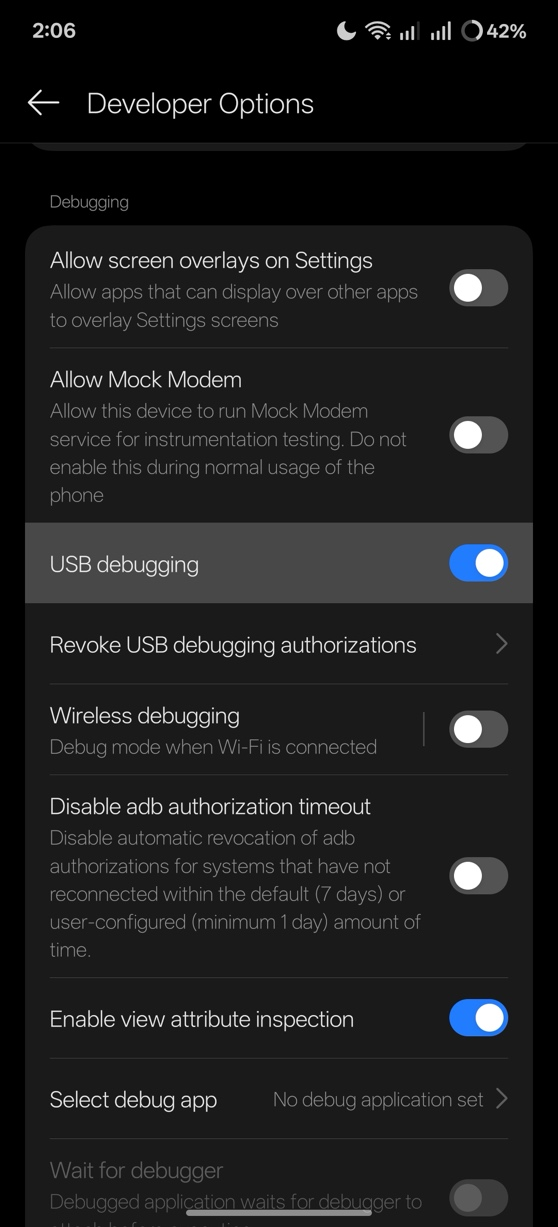 2:06
42%
Developer Options
Debugging
Allow screen overlays on Settings
Allow apps that can display over other apps
to overlay Settings screens
Allow Mock Modem
Allow this device to run Mock Modem
service for instrumentation testing. Do not
enable this during normal usage of the
phone
USB debugging
Revoke USB debugging authorizations
Wireless debugging
Debug mode when Wi-Fi is connected
Disable adb authorization timeout
Disable automatic revocation of adb
authorizations for systems that have not
reconnected within the default (7 days) or
user-configured (minimum 1 day) amount of
time.
Enable view attribute inspection
Select debug app
No debug application set
Wait for debugger
Debugged application waits for debugger to